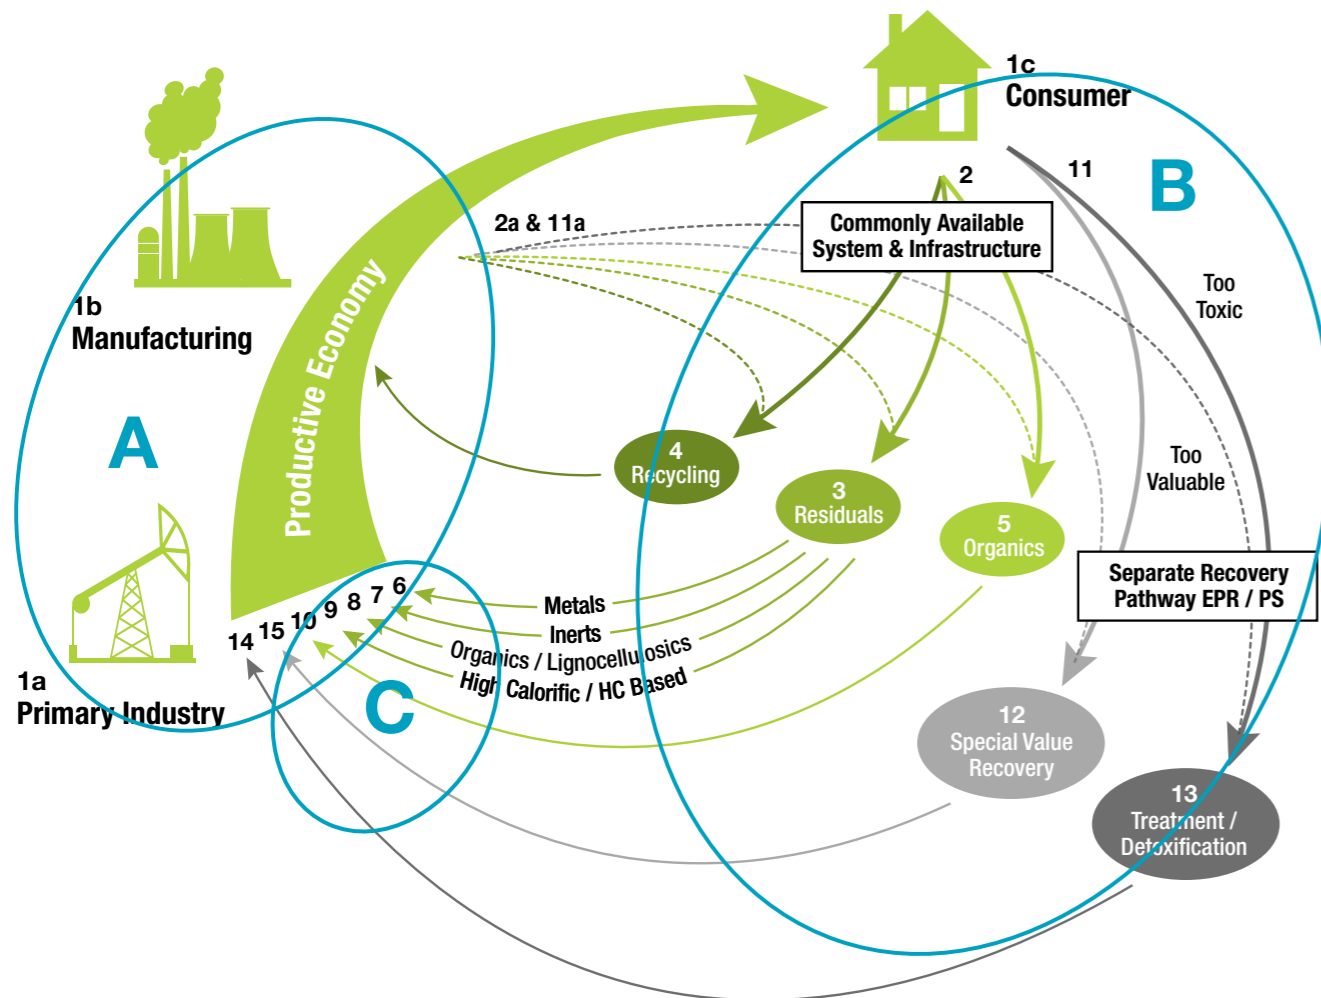 1c
Consumer
2
11
B
Commonly Available
System & Infrastructure
2a & 11a
Too
Toxic
1b
Manufacturing
Productive Economy
A
4
Recycling
3
Residuals
Too
Valuable
5
Organics
Separate Recovery
Pathway EPR / PS
6
7
8
9
10
15
14
Metals
Inerts
Organics / Lignocellulosics
High Calorific / HC Based
1a
Primary Industry
C
12
Special Value
Recovery
13
Treatment /
Detoxification